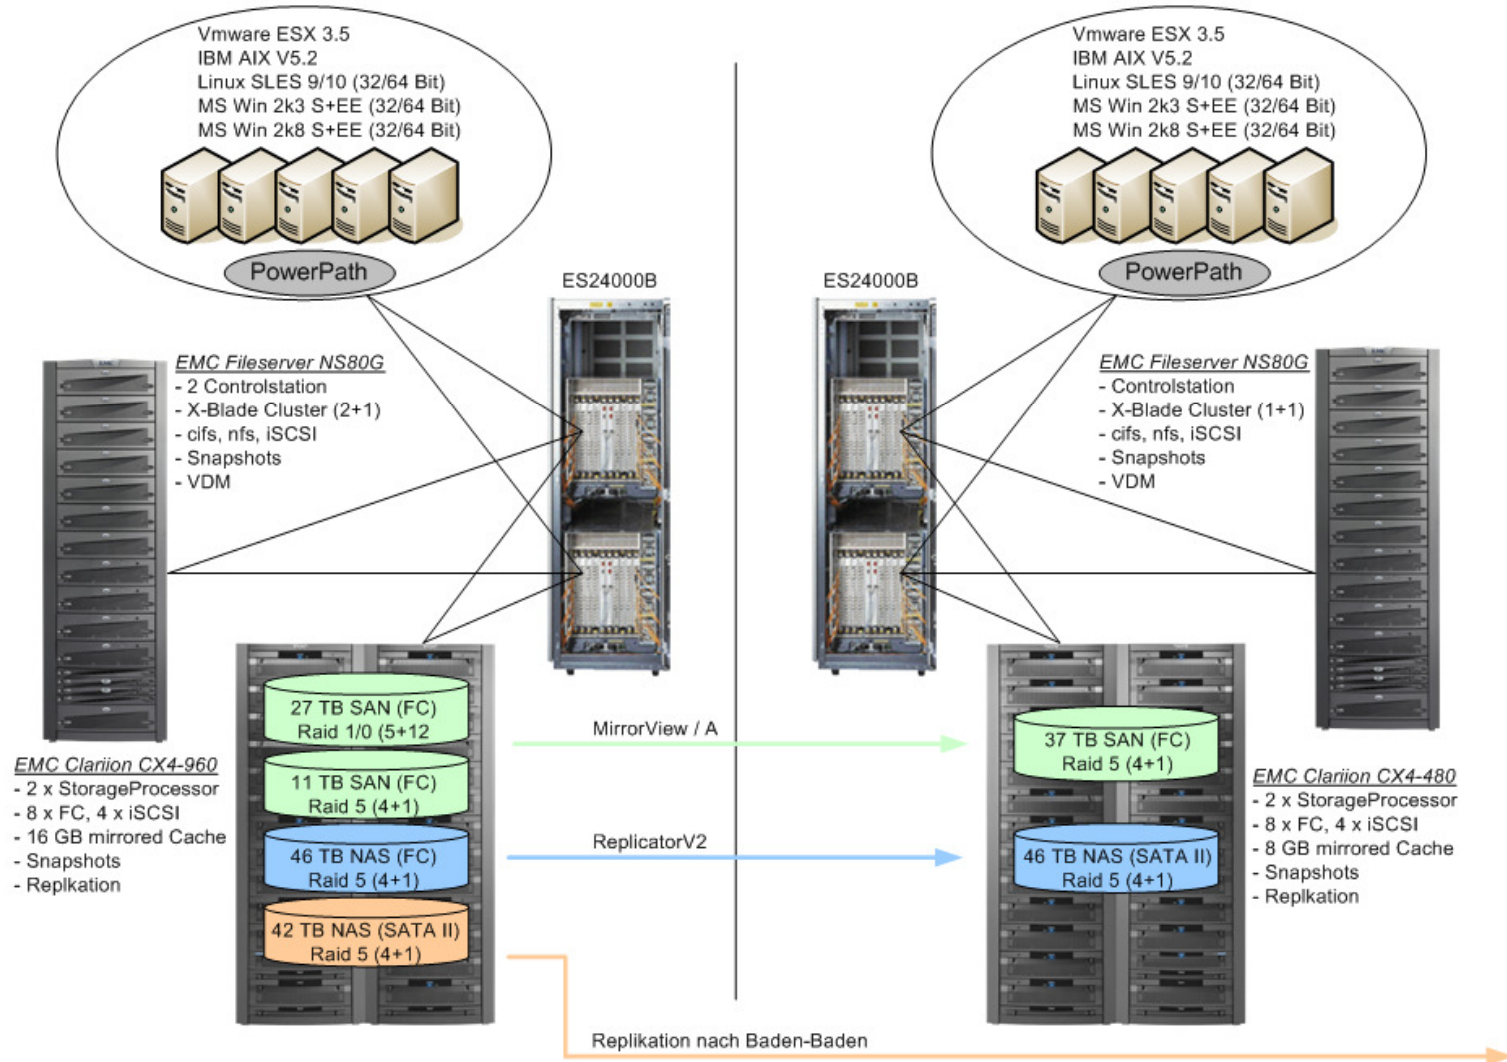 Vmware ESX 3.5
IBM AIX V5.2
Linux SLES 9/10 (32/64 Bit)
MS Win 2k3 S+EE (32/64 Bit)
MS Win 2k8 S+EE (32/64 Bit)
PowerPath
Vmware ESX 3.5
IBM AIX V5.2
Linux SLES 9/10 (32/64 Bit)
MS Win 2k3 S+EE (32/64 Bit)
MS Win 2k8 S+EE (32/64 Bit)
PowerPath
ES24000B
ES24000B
EMC Fileserver NS80G
- 2 Controlstation
- X-Blade Cluster (2+1)
- cifs, nfs, iSCSI
- Snapshots
- VDM
EMC Fileserver NS80G
- Controlstation
- X-Blade Cluster (1+1)
- cifs, nfs, iSCSI
- Snapshots
- VDM
EMC Clariion CX4-960
- 2 x StorageProcessor
- 8 x FC, 4 x iSCSI
- 16 GB mirrored Cache
- Snapshots
- Replkation
27 TB SAN (FC)
Raid 1/0 (5+12
11 TB SAN (FC)
Raid 5 (4+1)
46 TB NAS (FC)
Raid 5 (4+1)
42 TB NAS (SATA II)
Raid 5 (4+1)
MirrorView / A
ReplicatorV2
Replikation nach Baden-Baden
37 TB SAN (FC)
Raid 5 (4+1)
46 TB NAS (SATA II)
Raid 5 (4+1)
EMC Clariion CX4-480
- 2 x StorageProcessor
- 8 x FC, 4 x iSCSI
- 8 GB mirrored Cache
- Snapshots
- Replkation